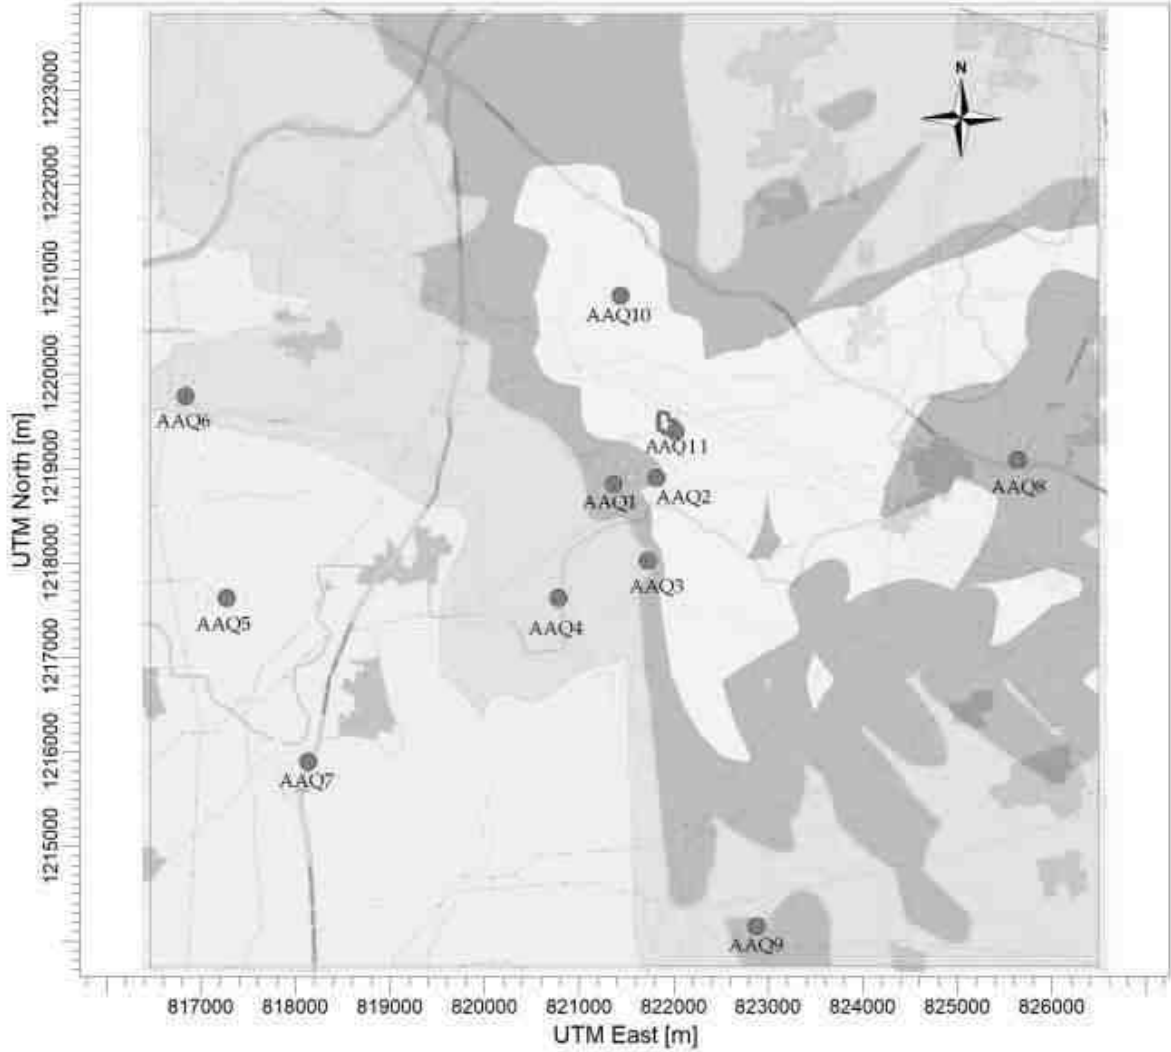 N
1223000
1222000
1221000
1220000
1219000
1218000
1217000
1216000
1215000
UTM North [m]
AAQ10
AAQ6
AAQ11
AAQ8
AAQ1
AAQ2
AAQ3
AAQ5
AAQ4
AAQ7
AAQ9
817000 818000 819000 820000 821000 822000 823000 824000 825000 826000
UTM East [m]